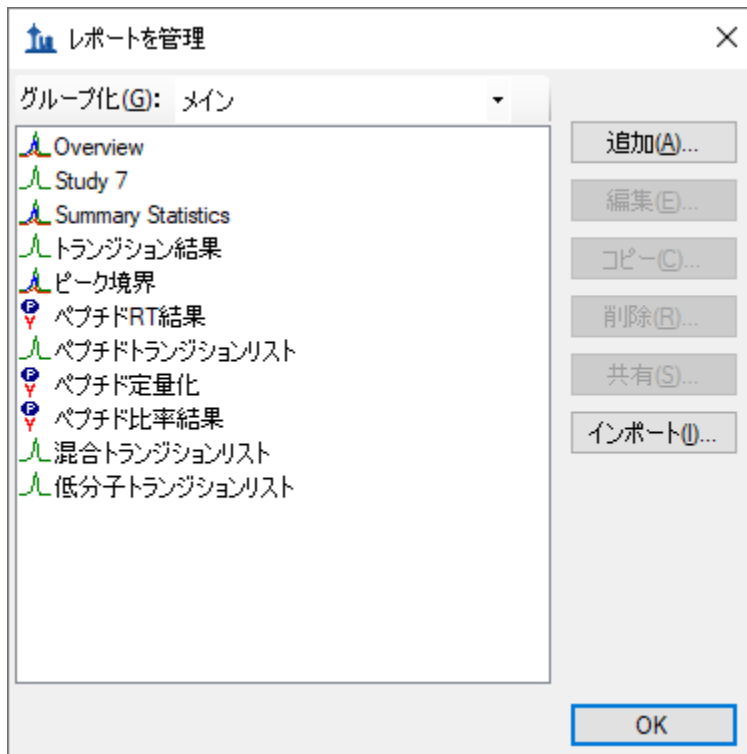 レポートを管理
グループ化(G): メイン
Overview
Study 7
Summary Statistics
トランジション結果
ピーク境界
ペプチドRT結果
ペプチドトランジションリスト
ペプチド定量化
ペプチド比率結果
混合トランジションリスト
低分子トランジションリスト
追加(A)...
編集(E)...
コピー(C)...
削除(R)...
共有(S)...
インポート(I)...
OK